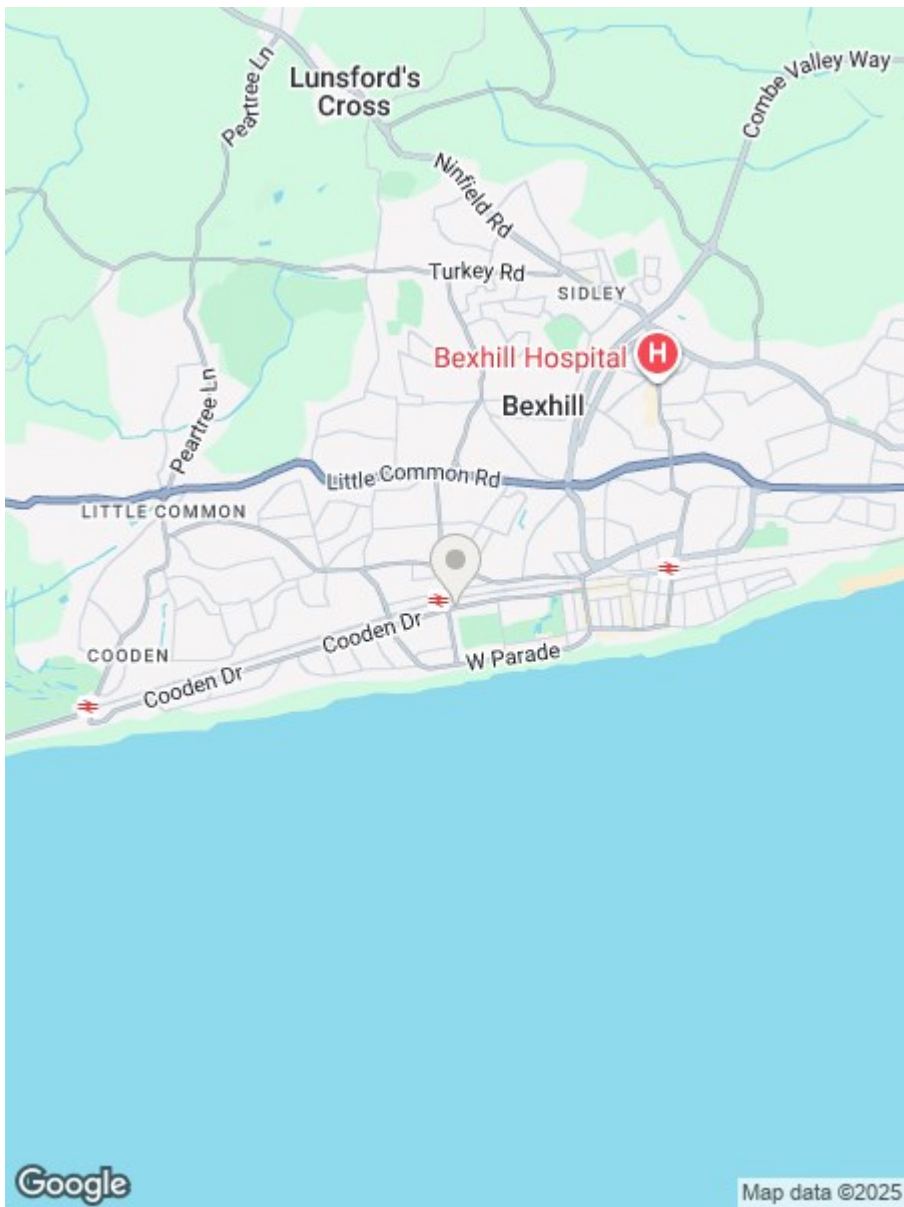 Lunsford's
Cross
Peartree Ln
Combe Valley Way
Ninfield Rd
Turkey Rd
SIDLEY
Bexhill Hospital
H
Bexhill
Peartree Ln
Little Common Rd
LITTLE COMMON
Cooden Dr
COODEN
W Parade
Cooden Dr
Google
Map data ©2025